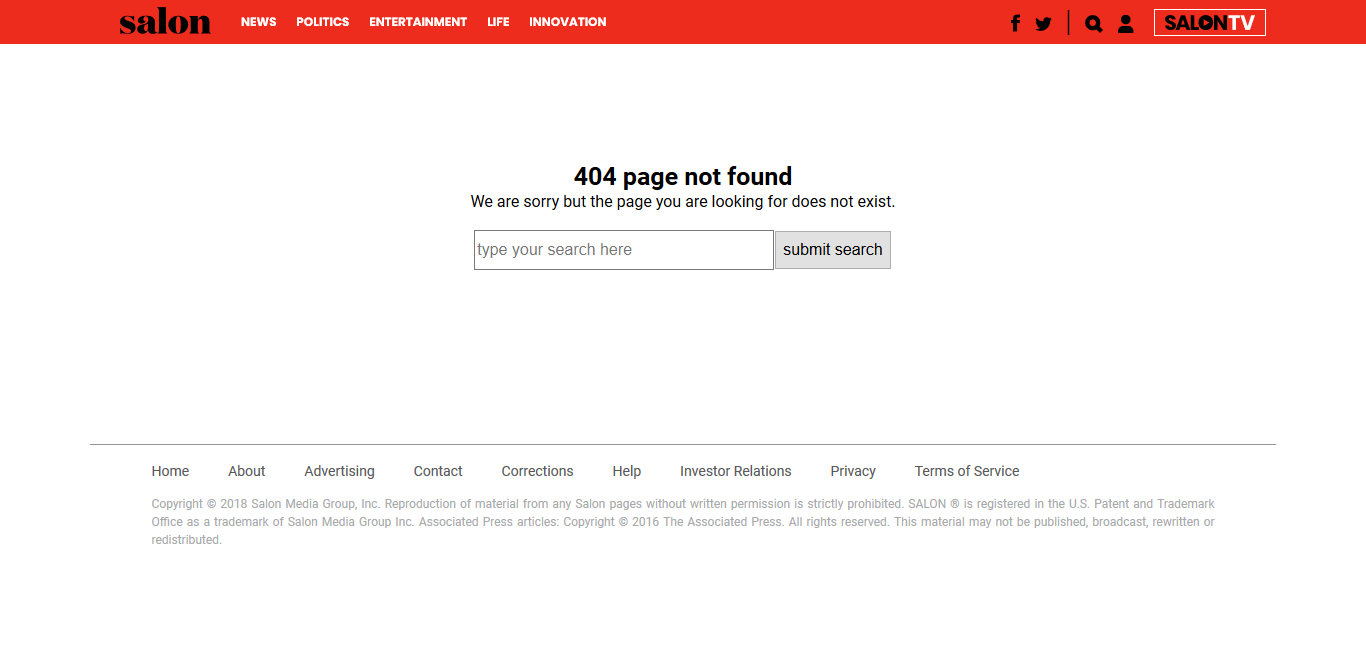 salon NEWS POLITICS ENTERTAINMENT LIFE INNOVATION SALONTV
404 page not found
We are sorry but the page you are looking for does not exist.
type your search here submit search
Home About Advertising Contact Corrections Help Investor Relations Privacy Terms of Service
Copyright © 2018 Salon Media Group, Inc. Reproduction of material from any Salon pages without written permission is strictly prohibited. SALON ® is registered in the U.S. Patent and Trademark
Office as a trademark of Salon Media Group Inc. Associated Press articles: Copyright © 2016 The Associated Press. All rights reserved. This material may not be published, broadcast, rewritten or
redistributed.